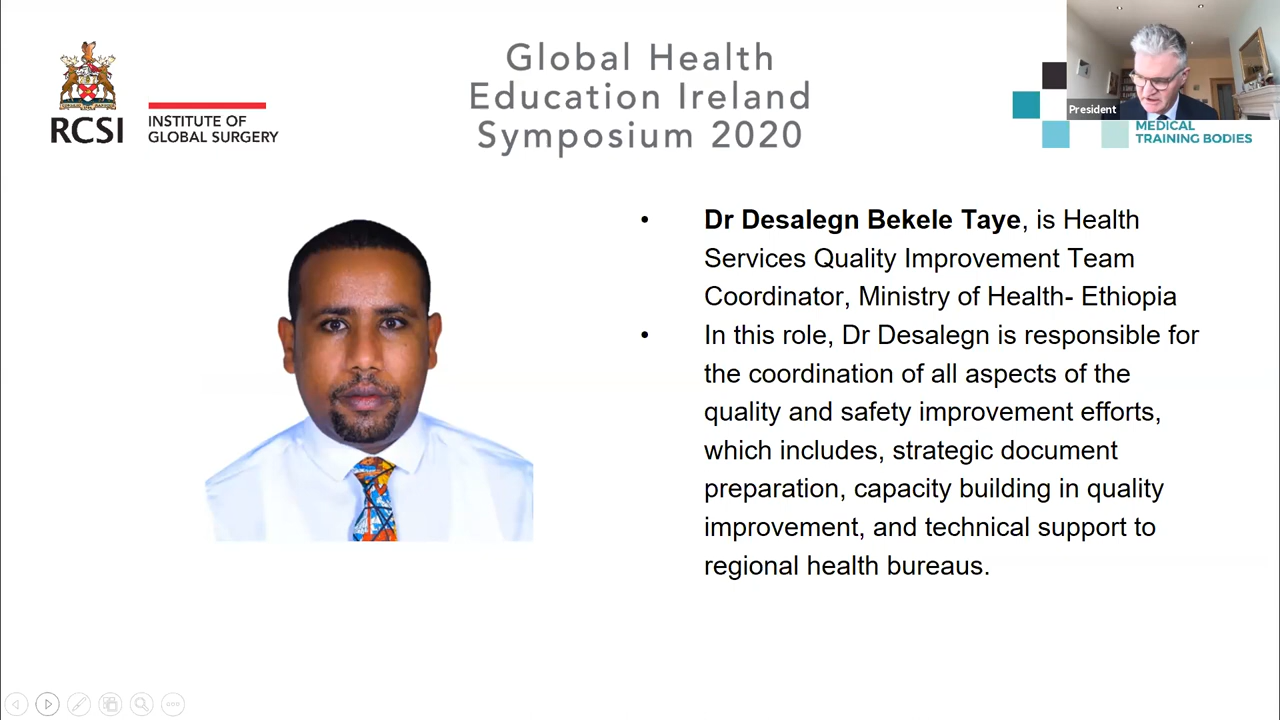 Global Health
Education Ireland
Symposium 2020
RCSI
INSTITUTE OF
GLOBAL SURGERY
President
MEDICAL
TRAINING BODIES
• Dr Desalegn Bekele Taye, is Health
Services Quality Improvement Team
Coordinator, Ministry of Health- Ethiopia
• In this role, Dr Desalegn is responsible for
the coordination of all aspects of the
quality and safety improvement efforts,
which includes, strategic document
preparation, capacity building in quality
improvement, and technical support to
regional health bureaus.